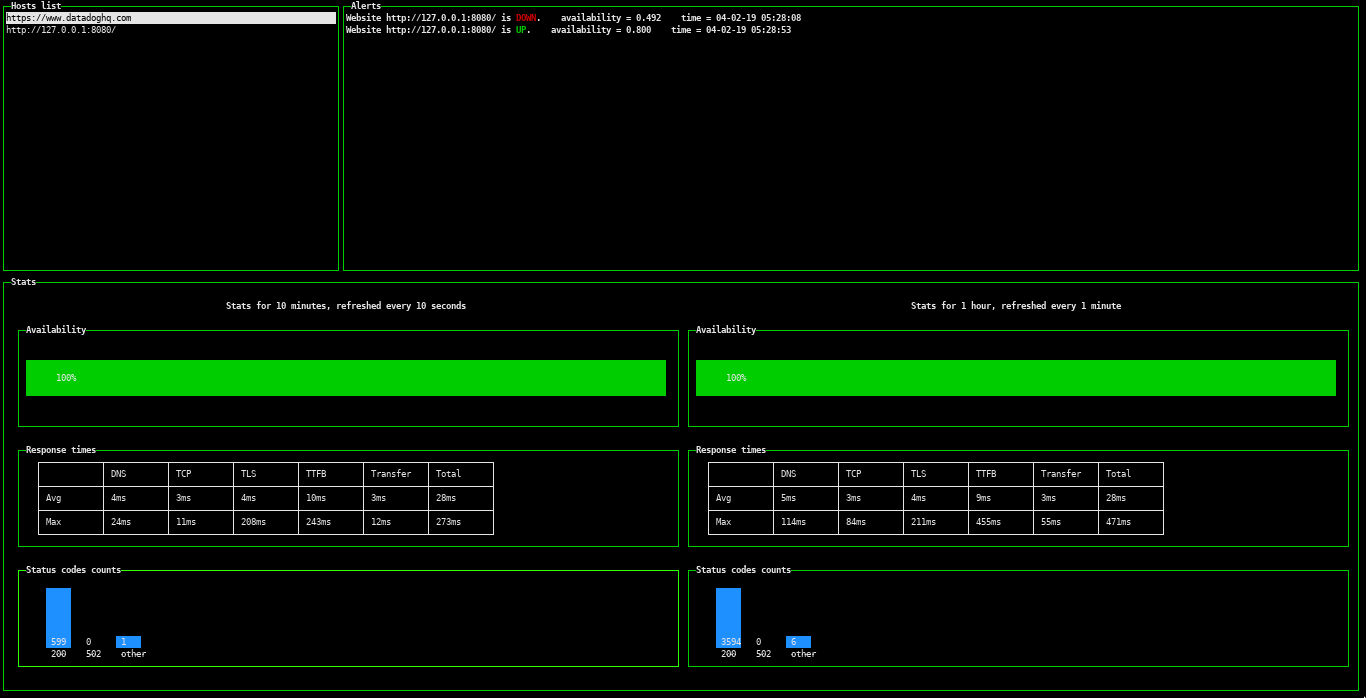 Hosts list
https://www.datadoghq.com
http://127.0.0.1:8080/
Alerts
Website http://127.0.0.1:8080/ is DOWN. availability = 0.492 time = 04-02-19 05:28:08
Website http://127.0.0.1:8080/ is UP. availability = 0.800 time = 04-02-19 05:28:53
Stats
Stats for 10 minutes, refreshed every 10 seconds
Availability
100%
Response times
DNS TCP TLS TTFB Transfer Total
Avg 4ms 3ms 4ms 10ms 3ms 28ms
Max 24ms 11ms 208ms 243ms 12ms 273ms
Status codes counts
599 0 1
200 502 other
Stats for 1 hour, refreshed every 1 minute
Availability
100%
Response times
DNS TCP TLS TTFB Transfer Total
Avg 5ms 3ms 4ms 9ms 3ms 28ms
Max 114ms 84ms 211ms 455ms 55ms 471ms
Status codes counts
3594 0 6
200 502 other